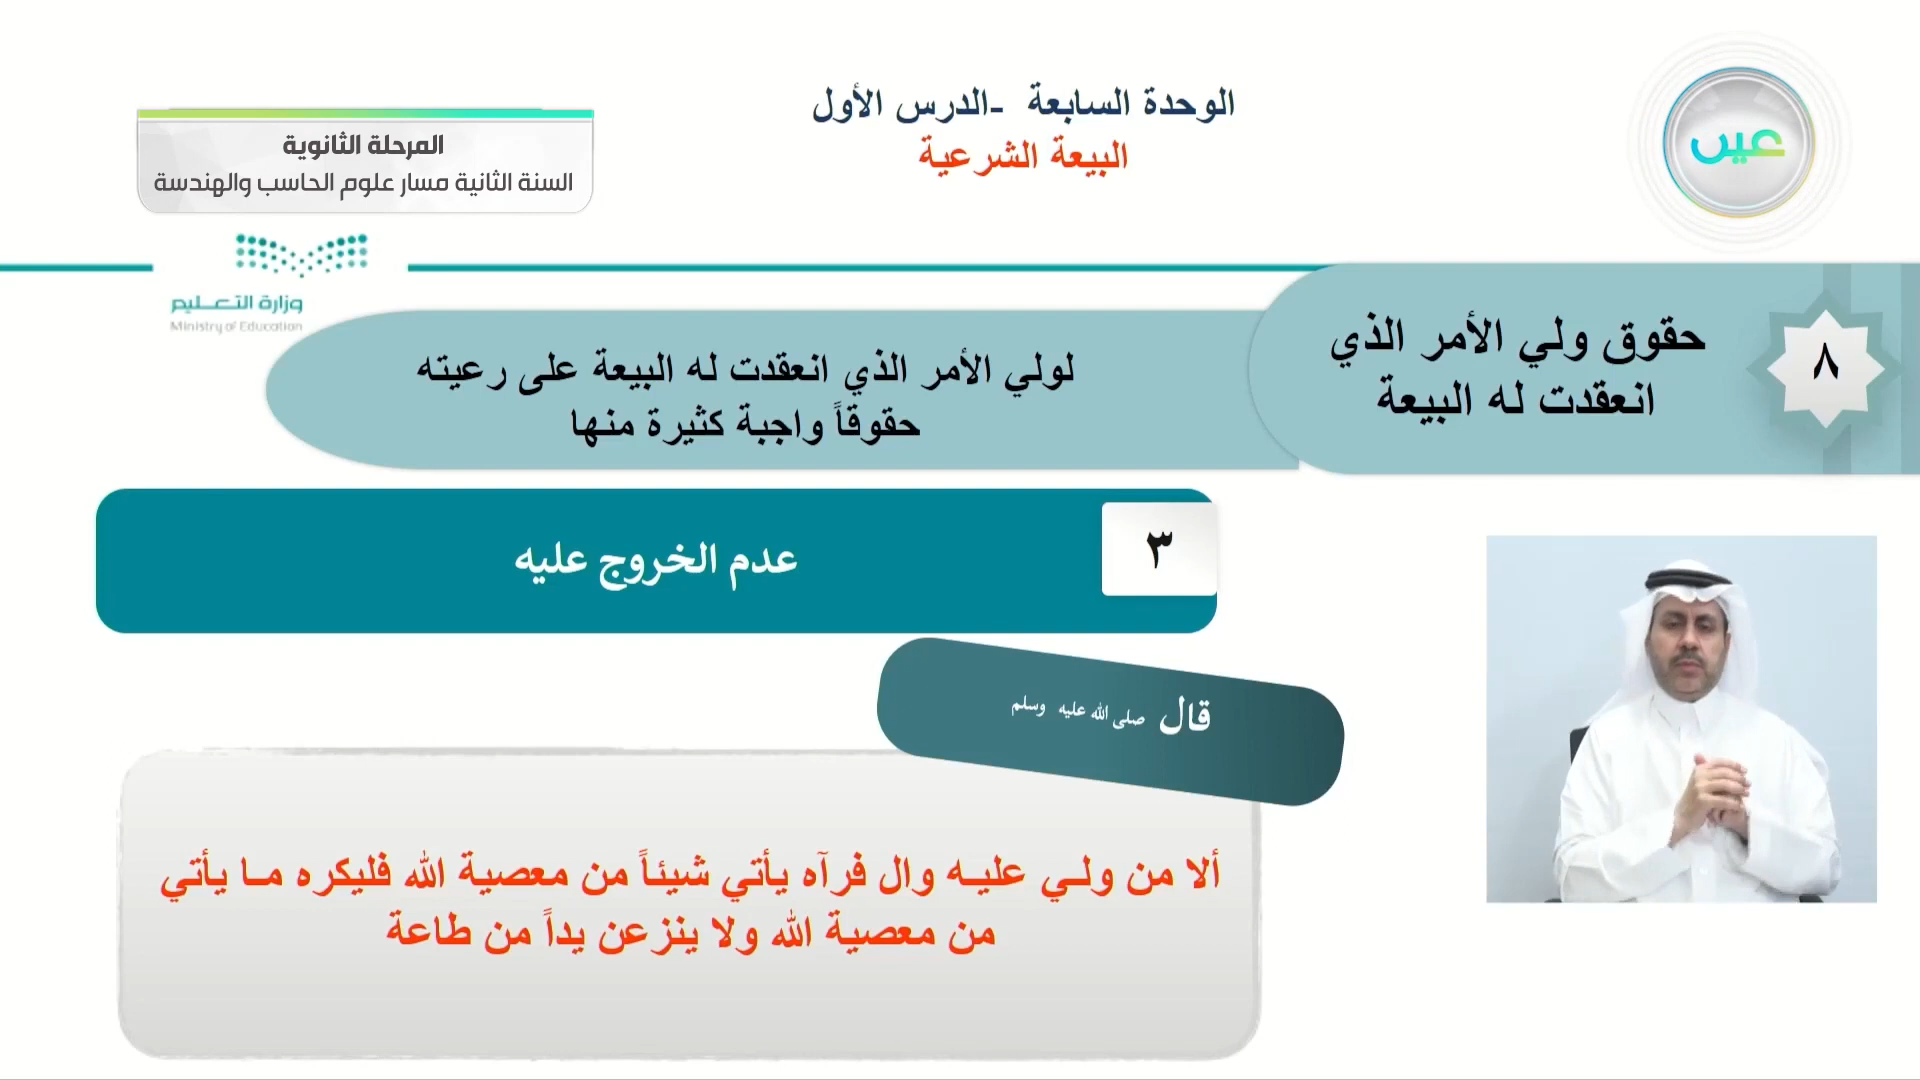 الوحدة السابعة -الدرس الأول
البيعة الشرعية
عين
المرحلة الثانوية
السنة الثانية مسار علوم الحاسب والهندسة
وزارة التعليم
Ministry of Education
٨
حقوق ولي الأمر الذي
انعقدت له البيعة
لولي الأمر الذي انعقدت له البيعة على رعيته
حقوقاً واجبة كثيرة منها
٣
عدم الخروج عليه
قال صلى الله عليه وسلم
ألا من ولي عليه وال فرآه يأتي شيئاً من معصية الله فليكره ما يأتي
من معصية الله ولا ينزعن يداً من طاعة